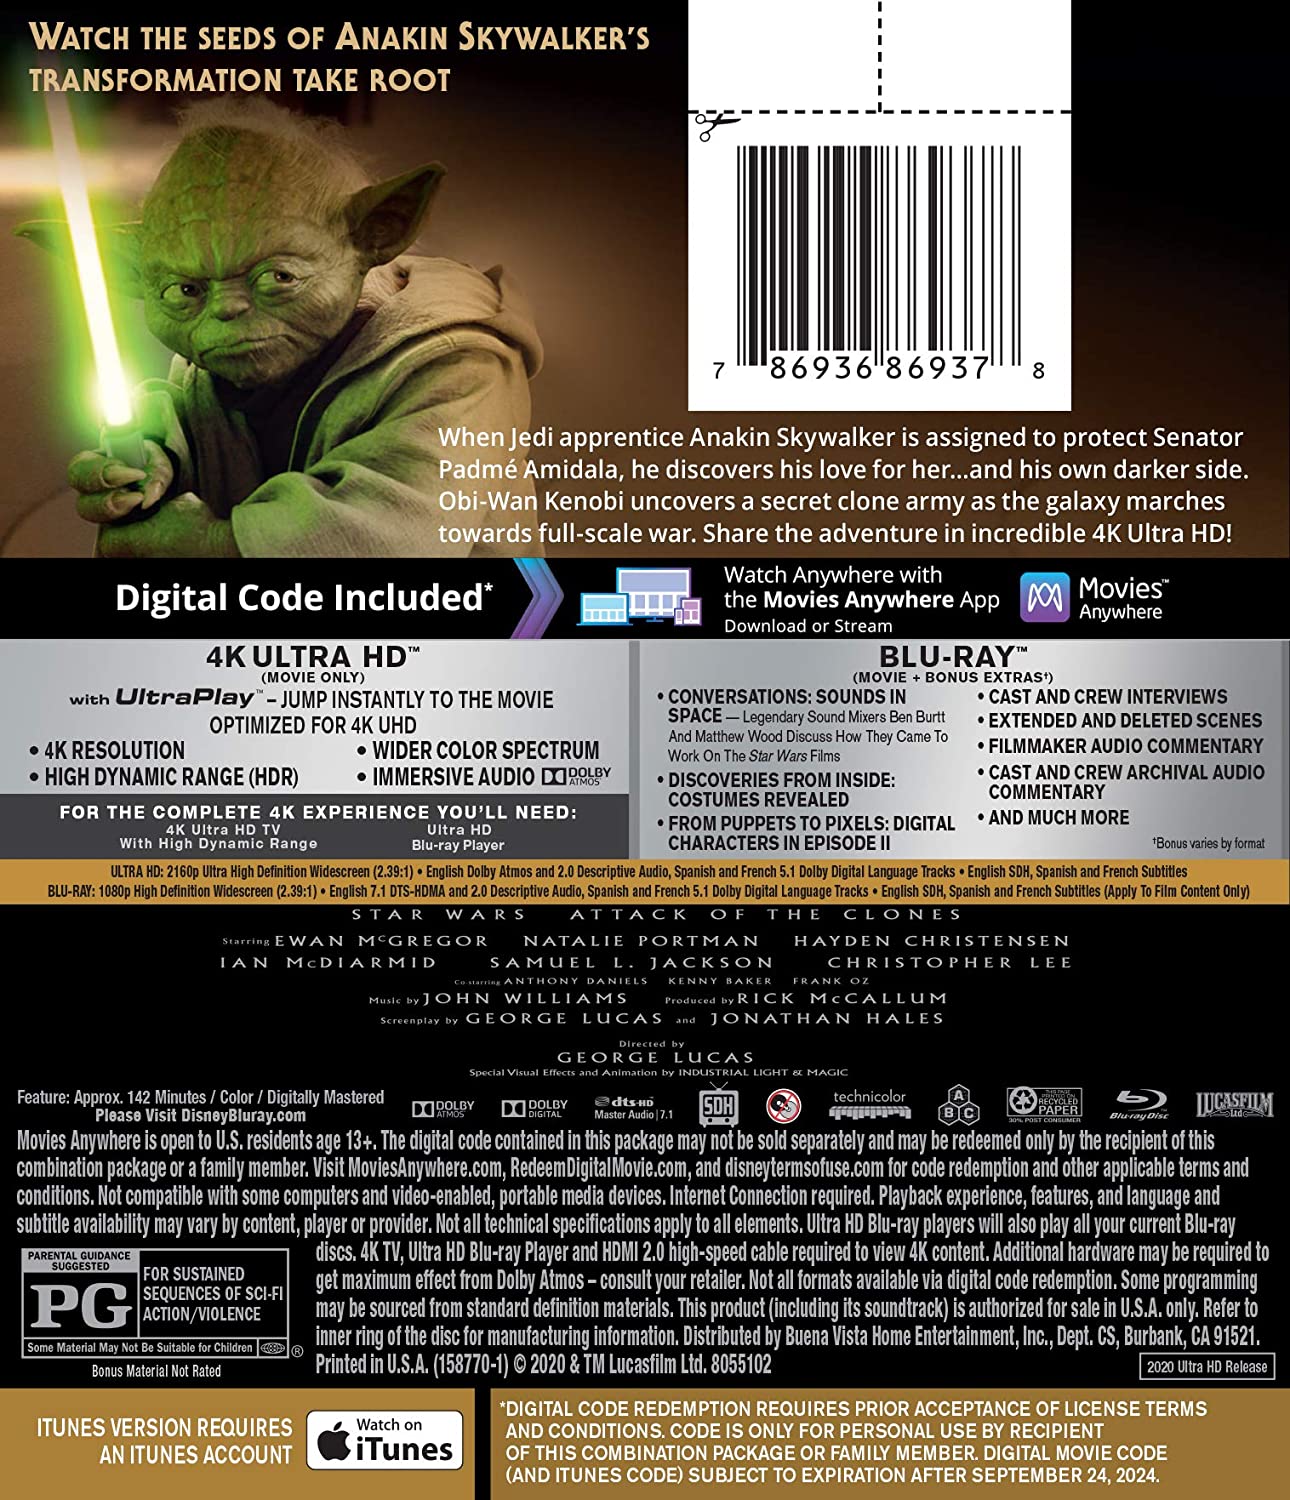 WATCH THE SEEDS OF ANAKIN SKYWALKER'S
TRANSFORMATION TAKE ROOT
7 86936 86937 8
When Jedi apprentice Anakin Skywalker is assigned to protect Senator
Padmé Amidala, he discovers his love for her...and his own darker side.
Obi-Wan Kenobi uncovers a secret clone army as the galaxy marches
towards full-scale war. Share the adventure in incredible 4K Ultra HD!
Digital Code Included*
Watch Anywhere with
the Movies Anywhere App
Download or Stream
Movies™
Anywhere
4K ULTRA HD™
(MOVIE ONLY)
with UltraPlay™ – JUMP INSTANTLY TO THE MOVIE
OPTIMIZED FOR 4K UHD
• 4K RESOLUTION
• HIGH DYNAMIC RANGE (HDR)
• WIDER COLOR SPECTRUM
• IMMERSIVE AUDIO DOLBY ATMOS
FOR THE COMPLETE 4K EXPERIENCE YOU'LL NEED:
4K Ultra HD TV
With High Dynamic Range
Ultra HD
Blu-ray Player
BLU-RAY™
(MOVIE + BONUS EXTRAS†)
• CONVERSATIONS: SOUNDS IN
SPACE — Legendary Sound Mixers Ben Burtt
And Matthew Wood Discuss How They Came To
Work On The Star Wars Films
• DISCOVERIES FROM INSIDE:
COSTUMES REVEALED
• FROM PUPPETS TO PIXELS: DIGITAL
CHARACTERS IN EPISODE II
• CAST AND CREW INTERVIEWS
• EXTENDED AND DELETED SCENES
• FILMMAKER AUDIO COMMENTARY
• CAST AND CREW ARCHIVAL AUDIO
COMMENTARY
• AND MUCH MORE
†Bonus varies by format
ULTRA HD: 2160p Ultra High Definition Widescreen (2.39:1) • English Dolby Atmos and 2.0 Descriptive Audio, Spanish and French 5.1 Dolby Digital Language Tracks • English SDH, Spanish and French Subtitles
BLU-RAY: 1080p High Definition Widescreen (2.39:1) • English 7.1 DTS-HDMA and 2.0 Descriptive Audio, Spanish and French 5.1 Dolby Digital Language Tracks • English SDH, Spanish and French Subtitles (Apply To Film Content Only)
STAR WARS ATTACK OF THE CLONES
Starring EWAN McGREGOR NATALIE PORTMAN HAYDEN CHRISTENSEN
IAN McDIARMID SAMUEL L. JACKSON CHRISTOPHER LEE
Co-starring ANTHONY DANIELS KENNY BAKER FRANK OZ
Music by JOHN WILLIAMS Produced by RICK McCALLUM
Screenplay by GEORGE LUCAS and JONATHAN HALES
Directed by
GEORGE LUCAS
Special Visual Effects and Animation by INDUSTRIAL LIGHT & MAGIC
Feature: Approx. 142 Minutes / Color / Digitally Mastered
Please Visit DisneyBluray.com
DOLBY ATMOS
DOLBY DIGITAL
dts-HD
Master Audio | 7.1
SDH
technicolor
A B C
RECYCLED
PAPER
30% POST CONSUMER
Blu-ray Disc
LUCASFILM
Ltd
Movies Anywhere is open to U.S. residents age 13+. The digital code contained in this package may not be sold separately and may be redeemed only by the recipient of this
combination package or a family member. Visit MoviesAnywhere.com, RedeemDigitalMovie.com, and disneytermsofuse.com for code redemption and other applicable terms and
conditions. Not compatible with some computers and video-enabled, portable media devices. Internet Connection required. Playback experience, features, and language and
subtitle availability may vary by content, player or provider. Not all technical specifications apply to all elements. Ultra HD Blu-ray players will also play all your current Blu-ray
discs. 4K TV, Ultra HD Blu-ray Player and HDMI 2.0 high-speed cable required to view 4K content. Additional hardware may be required to
get maximum effect from Dolby Atmos – consult your retailer. Not all formats available via digital code redemption. Some programming
may be sourced from standard definition materials. This product (including its soundtrack) is authorized for sale in U.S.A. only. Refer to
inner ring of the disc for manufacturing information. Distributed by Buena Vista Home Entertainment, Inc., Dept. CS, Burbank, CA 91521.
Printed in U.S.A. (158770-1) © 2020 & TM Lucasfilm Ltd. 8055102
2020 Ultra HD Release
PARENTAL GUIDANCE
SUGGESTED
PG
FOR SUSTAINED
SEQUENCES OF SCI-FI
ACTION/VIOLENCE
Some Material May Not Be Suitable for Children
®
Bonus Material Not Rated
ITUNES VERSION REQUIRES
AN ITUNES ACCOUNT
Watch on
iTunes
*DIGITAL CODE REDEMPTION REQUIRES PRIOR ACCEPTANCE OF LICENSE TERMS
AND CONDITIONS. CODE IS ONLY FOR PERSONAL USE BY RECIPIENT
OF THIS COMBINATION PACKAGE OR FAMILY MEMBER. DIGITAL MOVIE CODE
(AND ITUNES CODE) SUBJECT TO EXPIRATION AFTER SEPTEMBER 24, 2024.